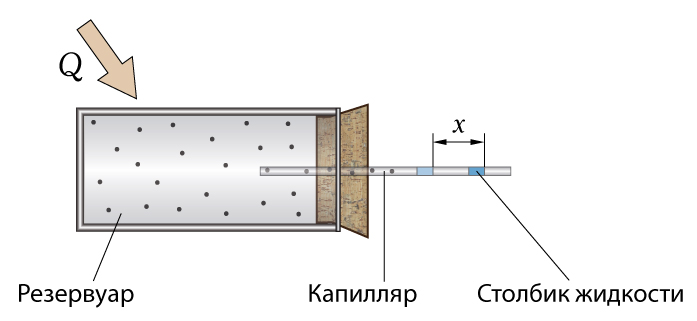 Q
x
Резервуар
Капилляр
Столбик жидкости